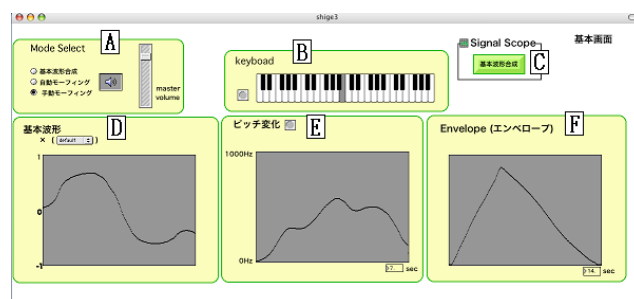 shige3
A
Mode Select
基本波形合成
自動モーフィング
手動モーフィング
master
volume
B
keyboad
Signal Scope
基本波形合成
C
基本画面
D
基本波形
× ( default )
1
0
-1
E
ピッチ変化
1000Hz
0Hz
sec
F
Envelope (エンベロープ)
sec